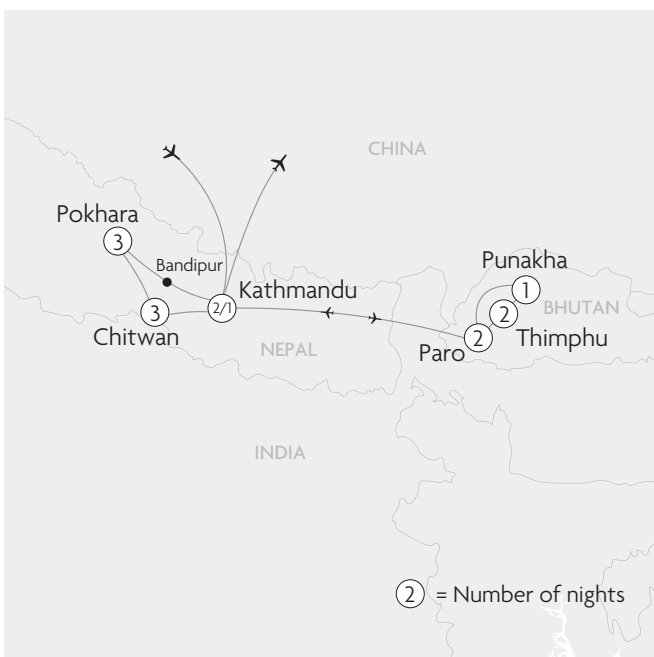 CHINA
Pokhara
3
Bandipur
Punakha
1
Kathmandu
2/1
3
Chitwan
BHUTAN
2
Thimphu
2
Paro
NEPAL
INDIA
2 = Number of nights